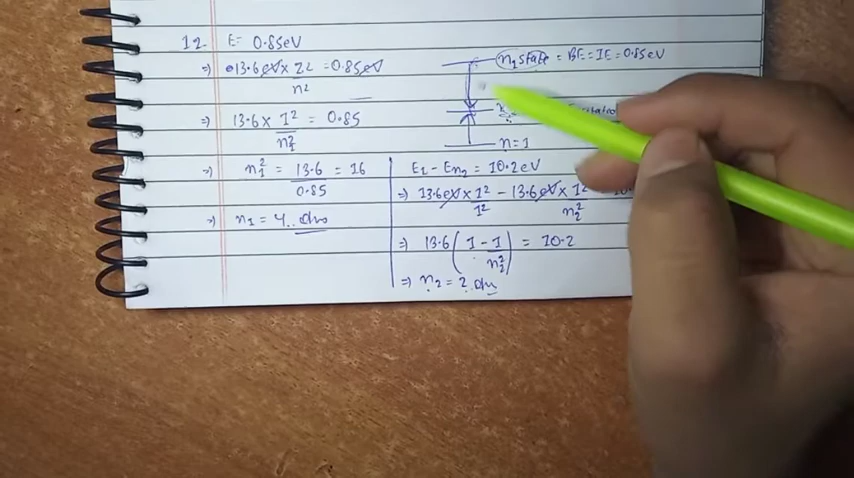 12. E = 0.85eV
⇒ 13.6eV × Z² = 0.85eV
n²
⇒ 13.6 × 1² = 0.85
n₁²
⇒ n₁² = 13.6 = 16
0.85
⇒ n₁ = 4. Ans
n₁ state = BE = IE = 0.85eV
n = 1
E₁ - En₂ = 10.2eV
⇒ 13.6eV × 1² - 13.6eV × 1²
1² n₂²
⇒ 13.6 ( 1 - 1 ) = 10.2
n₂²
⇒ n₂ = 2 Ans